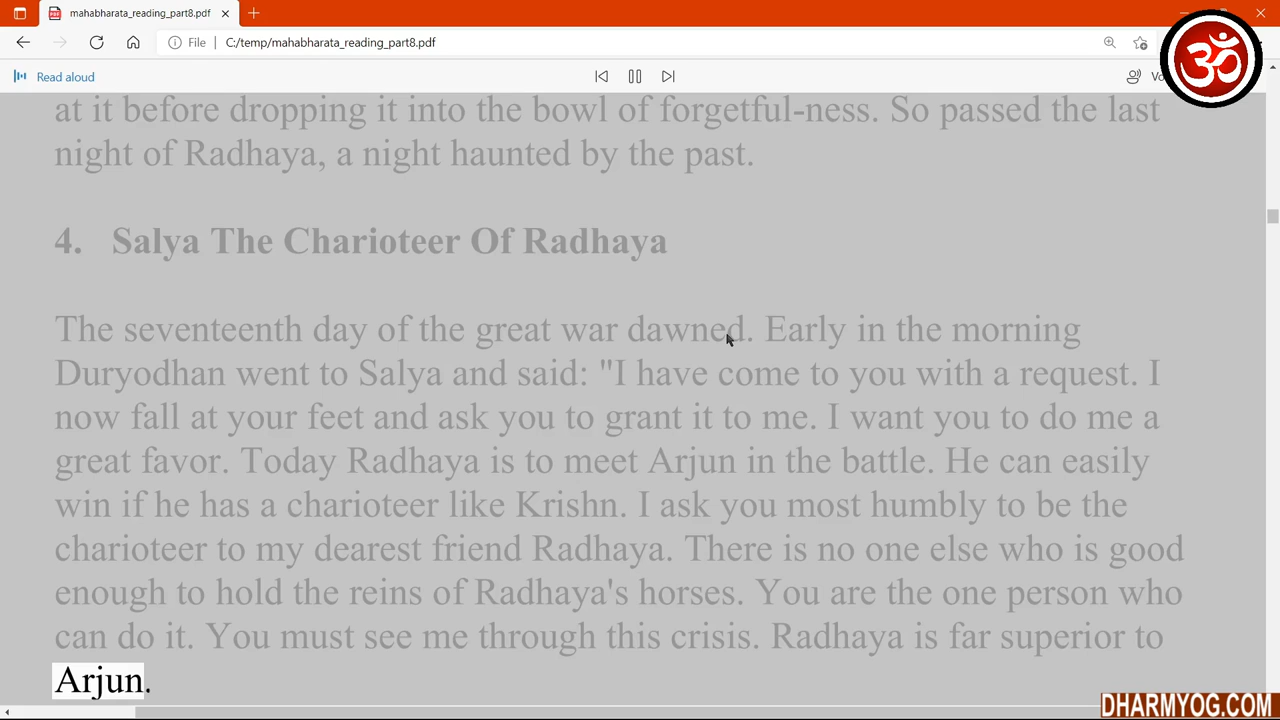 mahabharata_reading_part8.pdf
File
C:/temp/mahabharata_reading_part8.pdf
Read aloud
ॐ
at it before dropping it into the bowl of forgetful-ness. So passed the last
night of Radhaya, a night haunted by the past.
4. Salya The Charioteer Of Radhaya
The seventeenth day of the great war dawned. Early in the morning
Duryodhan went to Salya and said: "I have come to you with a request. I
now fall at your feet and ask you to grant it to me. I want you to do me a
great favor. Today Radhaya is to meet Arjun in the battle. He can easily
win if he has a charioteer like Krishn. I ask you most humbly to be the
charioteer to my dearest friend Radhaya. There is no one else who is good
enough to hold the reins of Radhaya's horses. You are the one person who
can do it. You must see me through this crisis. Radhaya is far superior to
Arjun.
DHARMYOG.COM